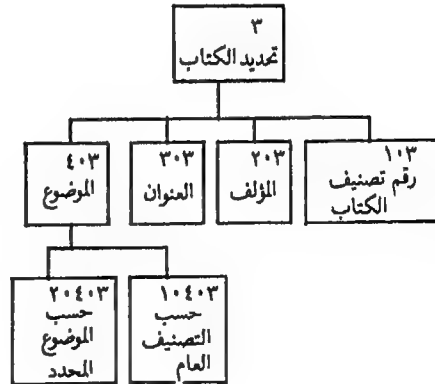 ٣
تحديد الكتاب
١٠٣
رقم تصنيف
الكتاب
٢٠٣
المؤلف
٣٠٣
العنوان
٤٠٣
الموضوع
١٠٤٠٣
حسب
التصنيف
العام
٢٠٤٠٣
حسب
الموضوع
المحدد